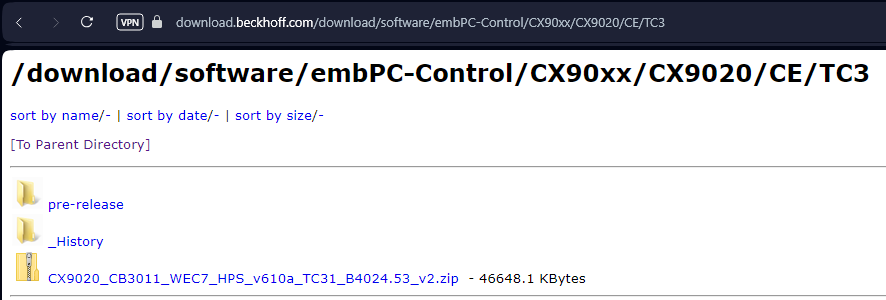 VPN download.beckhoff.com/download/software/embPC-Control/CX90xx/CX9020/CE/TC3
/download/software/embPC-Control/CX90xx/CX9020/CE/TC3
sort by name/- | sort by date/- | sort by size/-
[To Parent Directory]
pre-release
_History
CX9020_CB3011_WEC7_HPS_v610a_TC31_B4024.53_v2.zip - 46648.1 KBytes